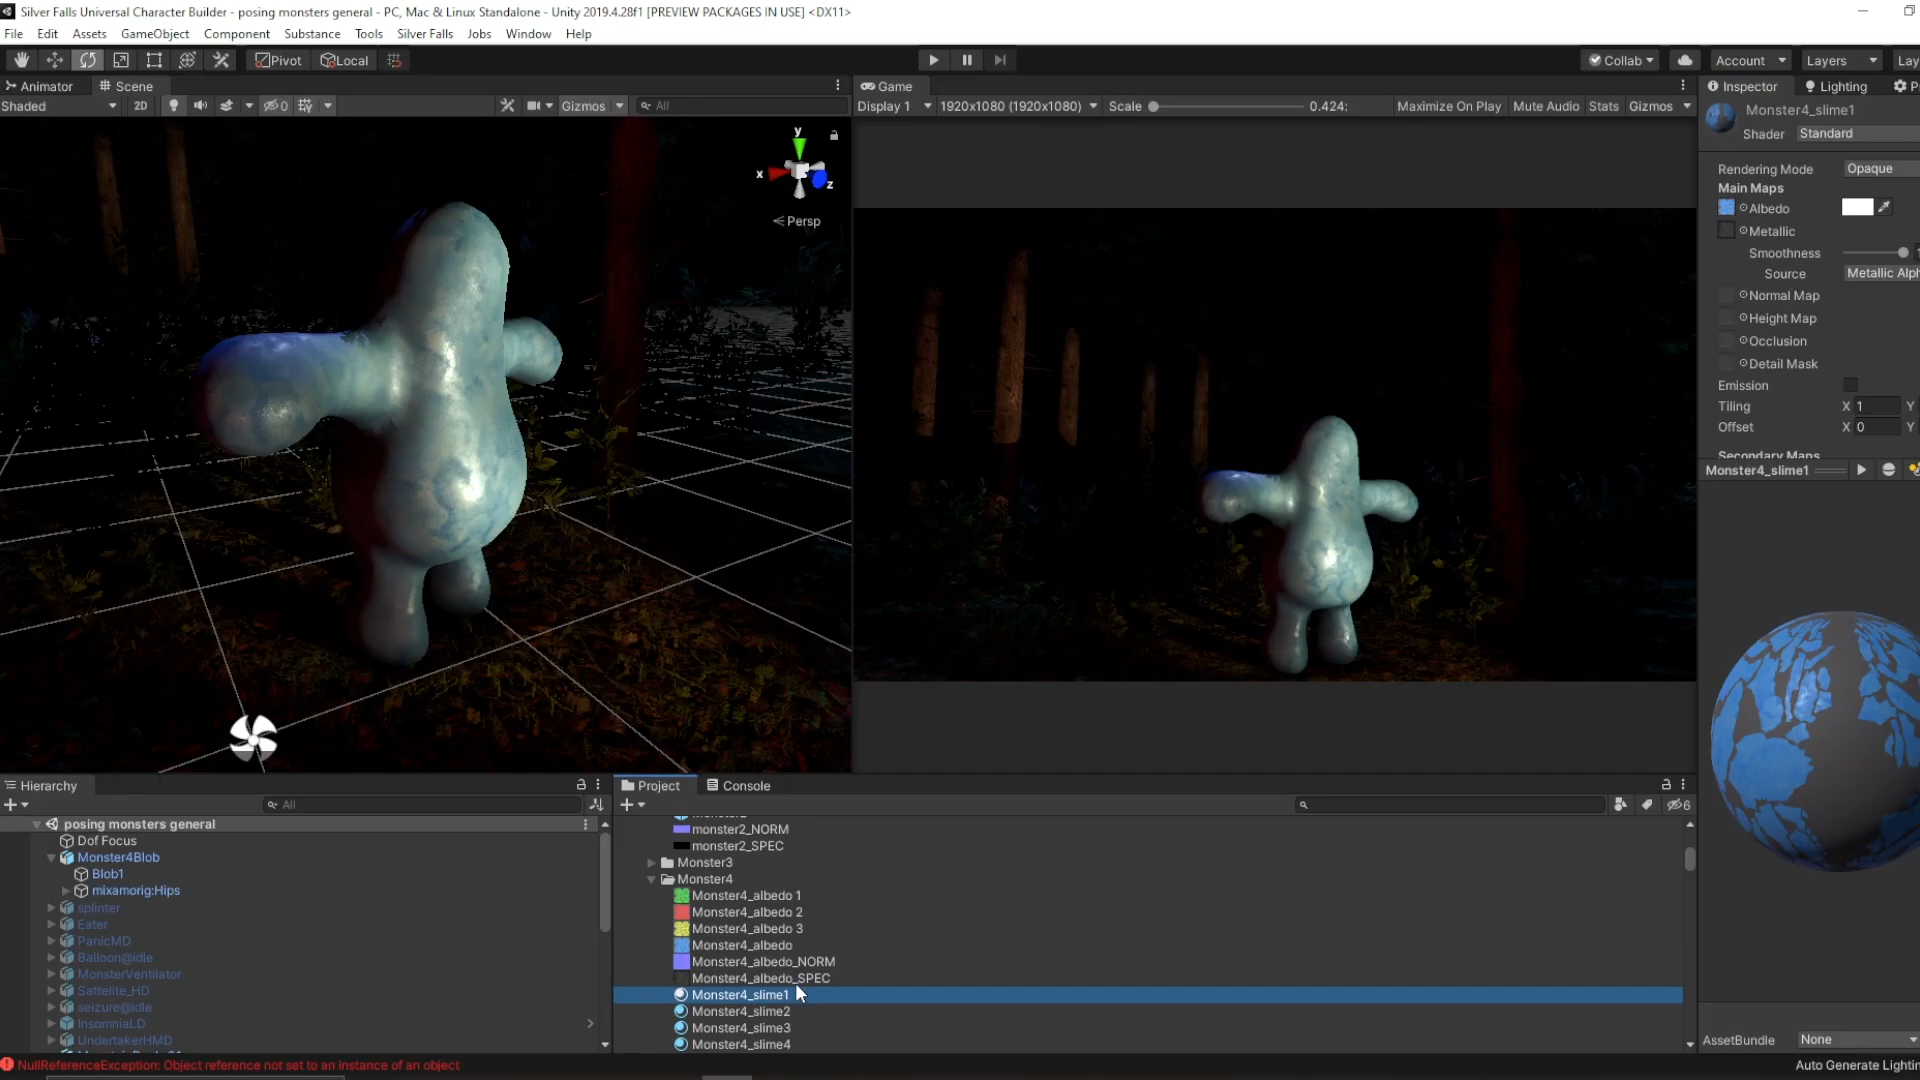 Silver Falls Universal Character Builder - posing monsters general - PC, Mac & Linux Standalone - Unity 2019.4.28f1 [PREVIEW PACKAGES IN USE] <DX11>
File Edit Assets GameObject Component Substance Tools Silver Falls Jobs Window Help
Pivot Local Collab Account Layers Lay
Animator Scene
Shaded 2D 0 Gizmos All
y
x
z
Persp
Game
Display 1 1920x1080 (1920x1080) Scale 0.424: Maximize On Play Mute Audio Stats Gizmos
Inspector Lighting P
Monster4_slime1
Shader Standard
Rendering Mode Opaque
Main Maps
Albedo
Metallic
Smoothness
Source Metallic Alph
Normal Map
Height Map
Occlusion
Detail Mask
Emission
Tiling X 1 Y
Offset X 0 Y
Secondary Maps
Monster4_slime1
Hierarchy
All
posing monsters general
Dof Focus
Monster4Blob
Blob1
mixamorig:Hips
splinter
Eater
PanicMD
Balloon@idle
MonsterVentilator
Sattelite_HD
seizure@idle
InsomniaLD
UndertakerHMD
Project Console
6
monster2_NORM
monster2_SPEC
Monster3
Monster4
Monster4_albedo 1
Monster4_albedo 2
Monster4_albedo 3
Monster4_albedo
Monster4_albedo_NORM
Monster4_albedo_SPEC
Monster4_slime1
Monster4_slime2
Monster4_slime3
Monster4_slime4
AssetBundle None
NullReferenceException: Object reference not set to an instance of an object
Auto Generate Lightin